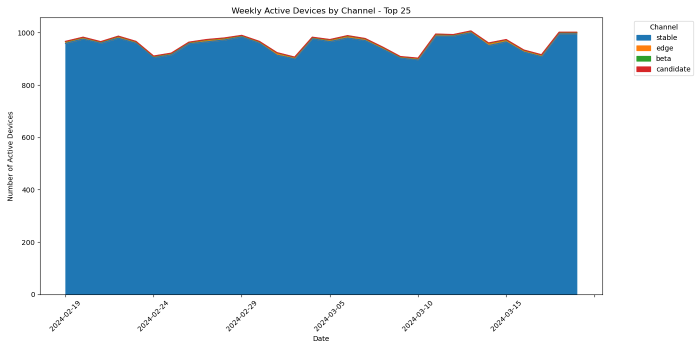 Weekly Active Devices by Channel - Top 25
Number of Active Devices
1000
800
600
400
200
0
2024-02-19
2024-02-24
2024-02-29
2024-03-05
2024-03-10
2024-03-15
Date
Channel
stable
edge
beta
candidate